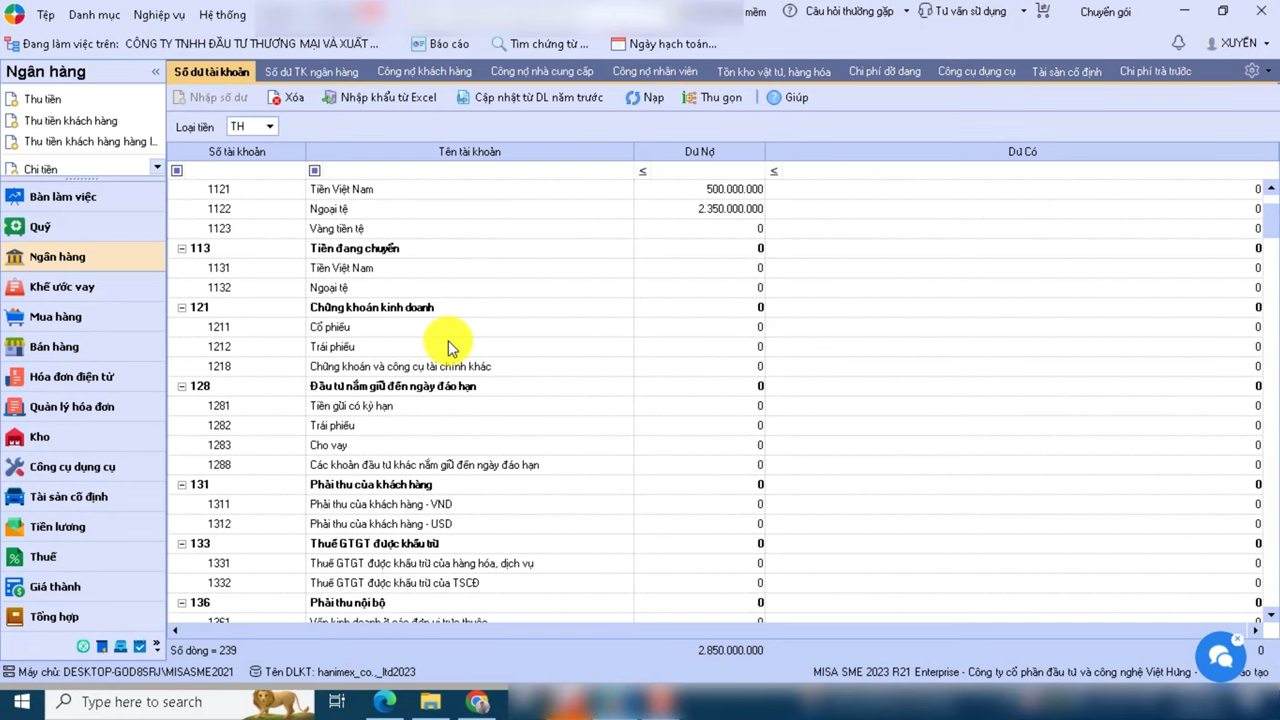 Tệp Danh mục Nghiệp vụ Hệ thống mềm Câu hỏi thường gặp Tư vấn sử dụng Chuyển gói
Đang làm việc trên: CÔNG TY TNHH ĐẦU TƯ THƯƠNG MẠI VÀ XUẤT ... Báo cáo Tìm chứng từ ... Ngày hạch toán... XUYẾN
Ngân hàng «
Số dư tài khoản Số dư TK ngân hàng Công nợ khách hàng Công nợ nhà cung cấp Công nợ nhân viên Tồn kho vật tư, hàng hóa Chi phí dở dang Công cụ dụng cụ Tài sản cố định Chi phí trả trước
Nhập số dư Xóa Nhập khẩu từ Excel Cập nhật từ DL năm trước Nạp Thu gọn Giúp
Loại tiền TH
Thu tiền
Thu tiền khách hàng
Thu tiền khách hàng hàng l...
Chi tiền
Bàn làm việc
Quỹ
Ngân hàng
Khế ước vay
Mua hàng
Bán hàng
Hóa đơn điện tử
Quản lý hóa đơn
Kho
Công cụ dụng cụ
Tài sản cố định
Tiền lương
Thuế
Giá thành
Tổng hợp
Số tài khoản Tên tài khoản Dư Nợ Dư Có
≤ ≤
1121 Tiền Việt Nam 500.000.000 0
1122 Ngoại tệ 2.350.000.000 0
1123 Vàng tiền tệ 0 0
113 Tiền đang chuyển 0 0
1131 Tiền Việt Nam 0 0
1132 Ngoại tệ 0 0
121 Chứng khoán kinh doanh 0 0
1211 Cổ phiếu 0 0
1212 Trái phiếu 0 0
1218 Chứng khoán và công cụ tài chính khác 0 0
128 Đầu tư nắm giữ đến ngày đáo hạn 0 0
1281 Tiền gửi có kỳ hạn 0 0
1282 Trái phiếu 0 0
1283 Cho vay 0 0
1288 Các khoản đầu tư khác nắm giữ đến ngày đáo hạn 0 0
131 Phải thu của khách hàng 0 0
1311 Phải thu của khách hàng - VND 0 0
1312 Phải thu của khách hàng - USD 0 0
133 Thuế GTGT được khấu trừ 0 0
1331 Thuế GTGT được khấu trừ của hàng hóa, dịch vụ 0 0
1332 Thuế GTGT được khấu trừ của TSCĐ 0 0
136 Phải thu nội bộ 0 0
Số dòng = 239 2.850.000.000 0
Máy chủ: DESKTOP-GOD8SRJ\MISASME2021 Tên DLKT: hanimex_co,_ltd2023 MISA SME 2023 R21 Enterprise - Công ty cổ phần đầu tư và công nghệ Việt Hưng
Type here to search